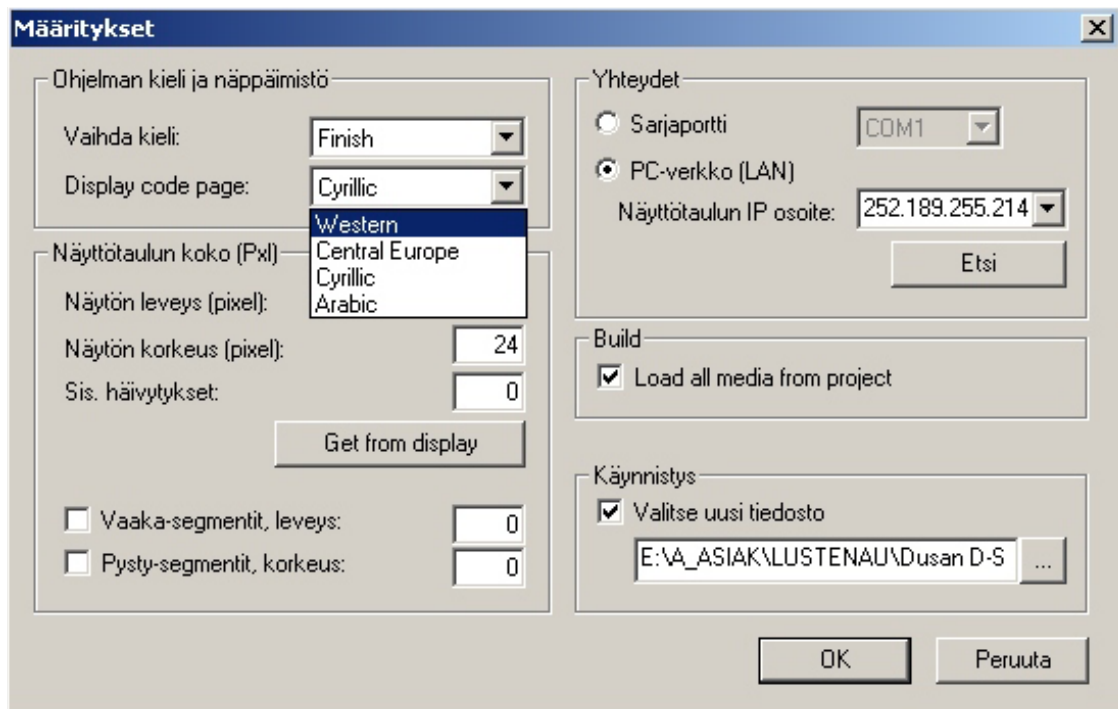 Määritykset
Ohjelman kieli ja näppäimistö
Vaihda kieli: Finish
Display code page: Cyrillic
Western
Central Europe
Cyrillic
Arabic
Näyttötaulun koko (Pxl)
Näytön leveys (pixel):
Näytön korkeus (pixel): 24
Sis. häivytykset: 0
Get from display
Vaaka-segmentit, leveys: 0
Pysty-segmentit, korkeus: 0
Yhteydet
Sarjaportti COM1
PC-verkko (LAN)
Näyttötaulun IP osoite: 252.189.255.214
Etsi
Build
Load all media from project
Käynnistys
Valitse uusi tiedosto
E:\A_ASIAK\LUSTENAU\Dusan D-S ...
OK Peruuta